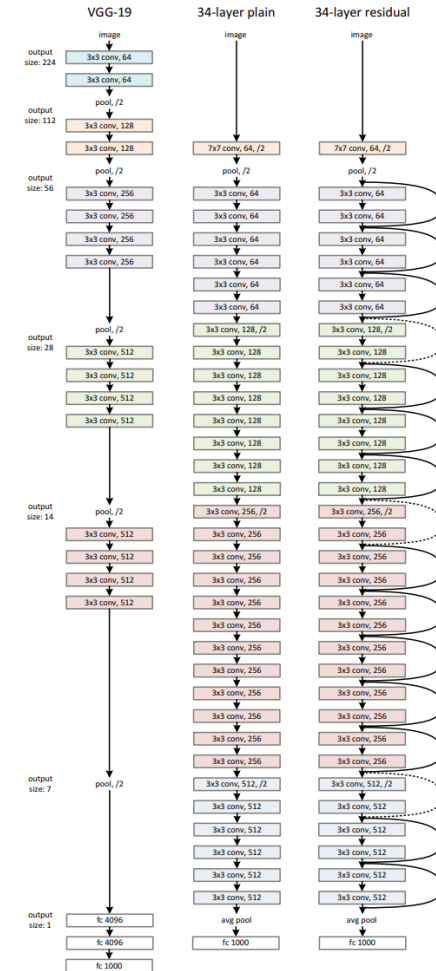 output
size: 224
output
size: 112
output
size: 56
output
size: 28
output
size: 14
output
size: 7
output
size: 1
VGG-19
image
3x3 conv, 64
3x3 conv, 64
pool, /2
3x3 conv, 128
3x3 conv, 128
pool, /2
3x3 conv, 256
3x3 conv, 256
3x3 conv, 256
3x3 conv, 256
pool, /2
3x3 conv, 512
3x3 conv, 512
3x3 conv, 512
3x3 conv, 512
pool, /2
3x3 conv, 512
3x3 conv, 512
3x3 conv, 512
3x3 conv, 512
pool, /2
fc 4096
fc 4096
fc 1000
34-layer plain
image
7x7 conv, 64, /2
pool, /2
3x3 conv, 64
3x3 conv, 64
3x3 conv, 64
3x3 conv, 64
3x3 conv, 64
3x3 conv, 64
3x3 conv, 128, /2
3x3 conv, 128
3x3 conv, 128
3x3 conv, 128
3x3 conv, 128
3x3 conv, 128
3x3 conv, 128
3x3 conv, 128
3x3 conv, 256, /2
3x3 conv, 256
3x3 conv, 256
3x3 conv, 256
3x3 conv, 256
3x3 conv, 256
3x3 conv, 256
3x3 conv, 256
3x3 conv, 256
3x3 conv, 256
3x3 conv, 256
3x3 conv, 256
3x3 conv, 512, /2
3x3 conv, 512
3x3 conv, 512
3x3 conv, 512
3x3 conv, 512
3x3 conv, 512
avg pool
fc 1000
34-layer residual
image
7x7 conv, 64, /2
pool, /2
3x3 conv, 64
3x3 conv, 64
3x3 conv, 64
3x3 conv, 64
3x3 conv, 64
3x3 conv, 64
3x3 conv, 128, /2
3x3 conv, 128
3x3 conv, 128
3x3 conv, 128
3x3 conv, 128
3x3 conv, 128
3x3 conv, 128
3x3 conv, 128
3x3 conv, 256, /2
3x3 conv, 256
3x3 conv, 256
3x3 conv, 256
3x3 conv, 256
3x3 conv, 256
3x3 conv, 256
3x3 conv, 256
3x3 conv, 256
3x3 conv, 256
3x3 conv, 256
3x3 conv, 256
3x3 conv, 512, /2
3x3 conv, 512
3x3 conv, 512
3x3 conv, 512
3x3 conv, 512
3x3 conv, 512
avg pool
fc 1000